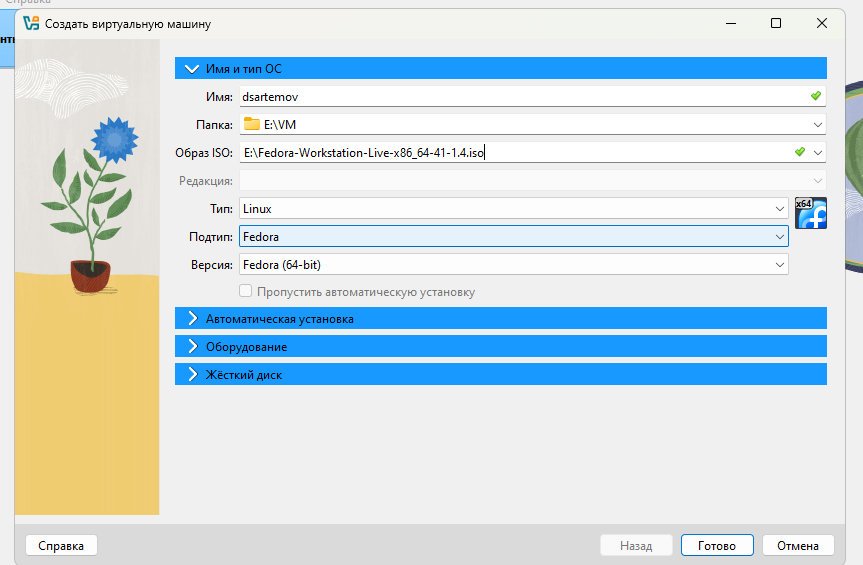 Справка
Создать виртуальную машину
Имя и тип ОС
Имя: dsartemov
Папка: E:\VM
Образ ISO: E:\Fedora-Workstation-Live-x86_64-41-1.4.iso
Редакция:
Тип: Linux
x64
Подтип: Fedora
Версия: Fedora (64-bit)
Пропустить автоматическую установку
Автоматическая установка
Оборудование
Жёсткий диск
Справка Назад Готово Отмена